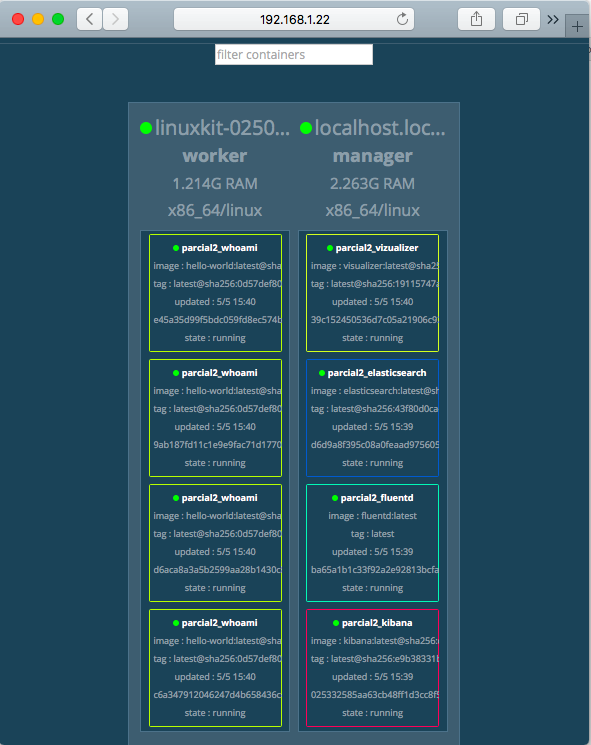 192.168.1.22
filter containers
linuxkit-0250...
worker
1.214G RAM
x86_64/linux
parcial2_whoami
image : hello-world:latest@sha
tag : latest@sha256:0d57def80
updated : 5/5 15:40
e45a35d99f5bdc059fd8ec574b
state : running
parcial2_whoami
image : hello-world:latest@sha
tag : latest@sha256:0d57def80
updated : 5/5 15:40
9ab187fd11c1e9e9fac71d1770
state : running
parcial2_whoami
image : hello-world:latest@sha
tag : latest@sha256:0d57def80
updated : 5/5 15:40
d6aca8a3a5b2599aa28b1430c
state : running
parcial2_whoami
image : hello-world:latest@sha
tag : latest@sha256:0d57def80
updated : 5/5 15:40
c6a347912046247d4b658436c
state : running
localhost.loc...
manager
2.263G RAM
x86_64/linux
parcial2_vizualizer
image : visualizer:latest@sha25
tag : latest@sha256:19115747a
updated : 5/5 15:40
39c152450536d7c05a21906c9
state : running
parcial2_elasticsearch
image : elasticsearch:latest@sh
tag : latest@sha256:43f80d0ca
updated : 5/5 15:39
d6d9a8f395c08a0feaad975605
state : running
parcial2_fluentd
image : fluentd:latest
tag : latest
updated : 5/5 15:39
ba65a1b1c33f92a2e92813bcfa
state : running
parcial2_kibana
image : kibana:latest@sha256:
tag : latest@sha256:e9b38331b
updated : 5/5 15:39
025332585aa63cb48ff1d3cc8f5
state : running